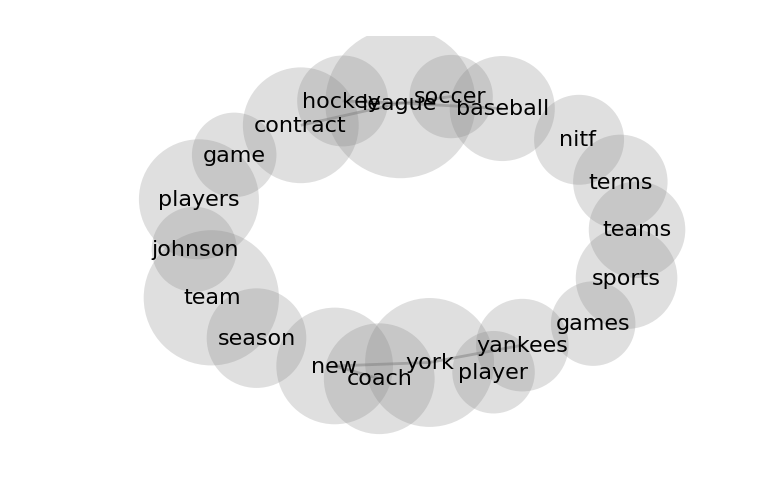 soccer
hockey
league
baseball
contract
nitf
game
terms
players
teams
johnson
sports
team
games
season
yankees
york
new
player
coach